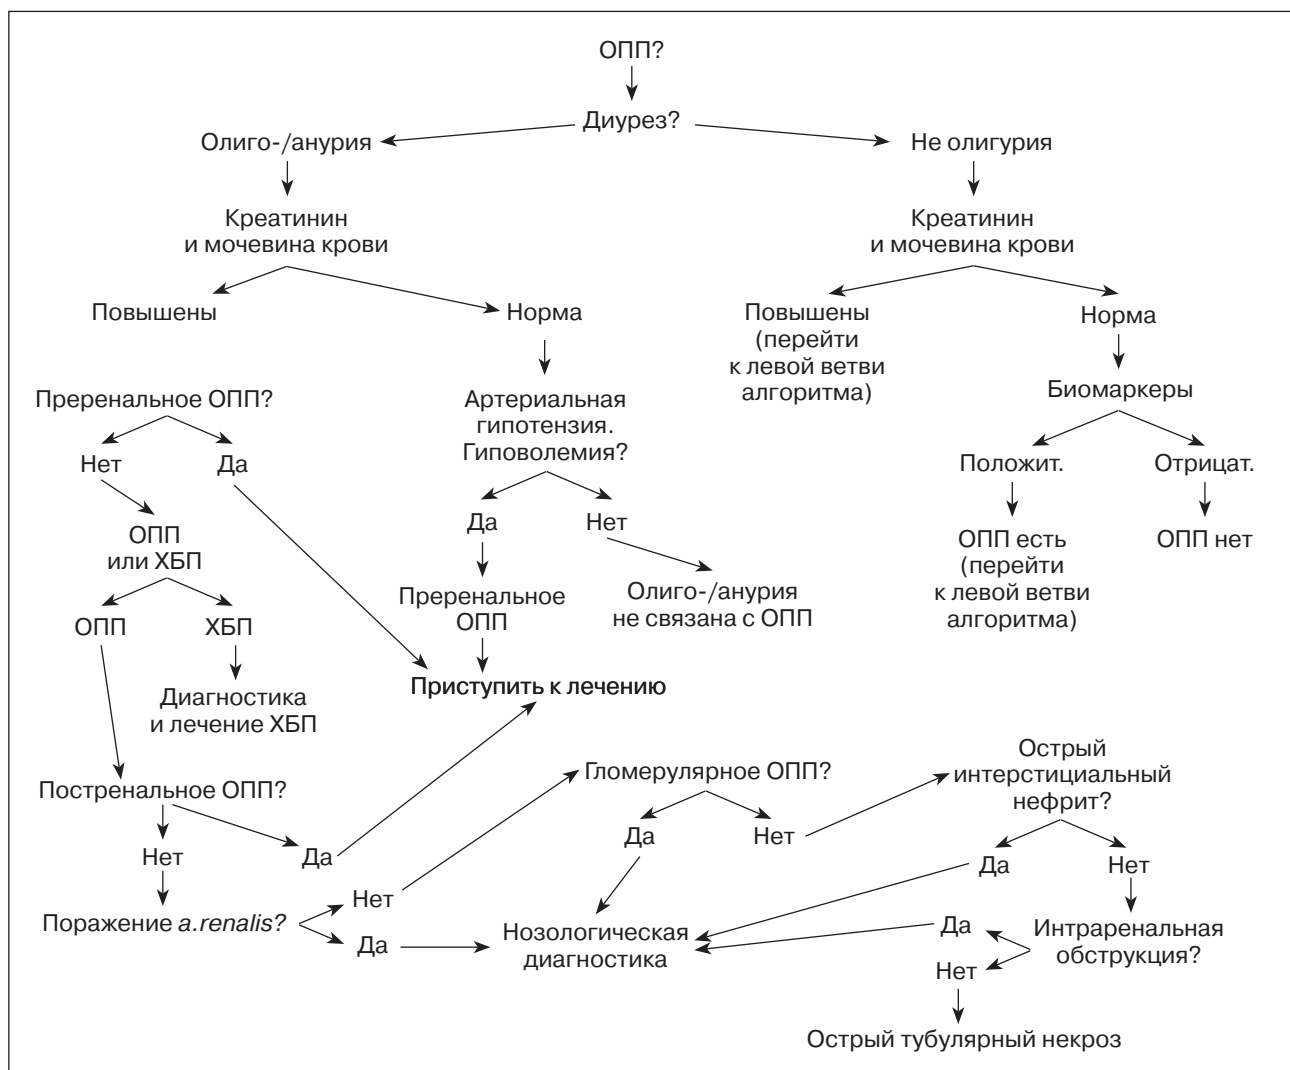 ОПП?
Диурез?
Олиго-/анурия
Не олигурия
Креатинин
и мочевина крови
Креатинин
и мочевина крови
Повышены
Норма
Повышены
(перейти
к левой ветви
алгоритма)
Норма
Преренальное ОПП?
Артериальная
гипотензия.
Гиповолемия?
Биомаркеры
Нет
Да
Положит.
Отрицат.
Да
Нет
ОПП
или ХБП
ОПП есть
(перейти
к левой ветви
алгоритма)
ОПП нет
Преренальное
ОПП
Олиго-/анурия
не связана с ОПП
ОПП
ХБП
Диагностика
и лечение ХБП
Приступить к лечению
Постренальное ОПП?
Гломерулярное ОПП?
Острый
интерстициальный
нефрит?
Да
Нет
Нет
Да
Да
Нет
Поражение a.renalis?
Нет
Да
Нозологическая
диагностика
Да
Нет
Интраренальная
обструкция?
Острый тубулярный некроз